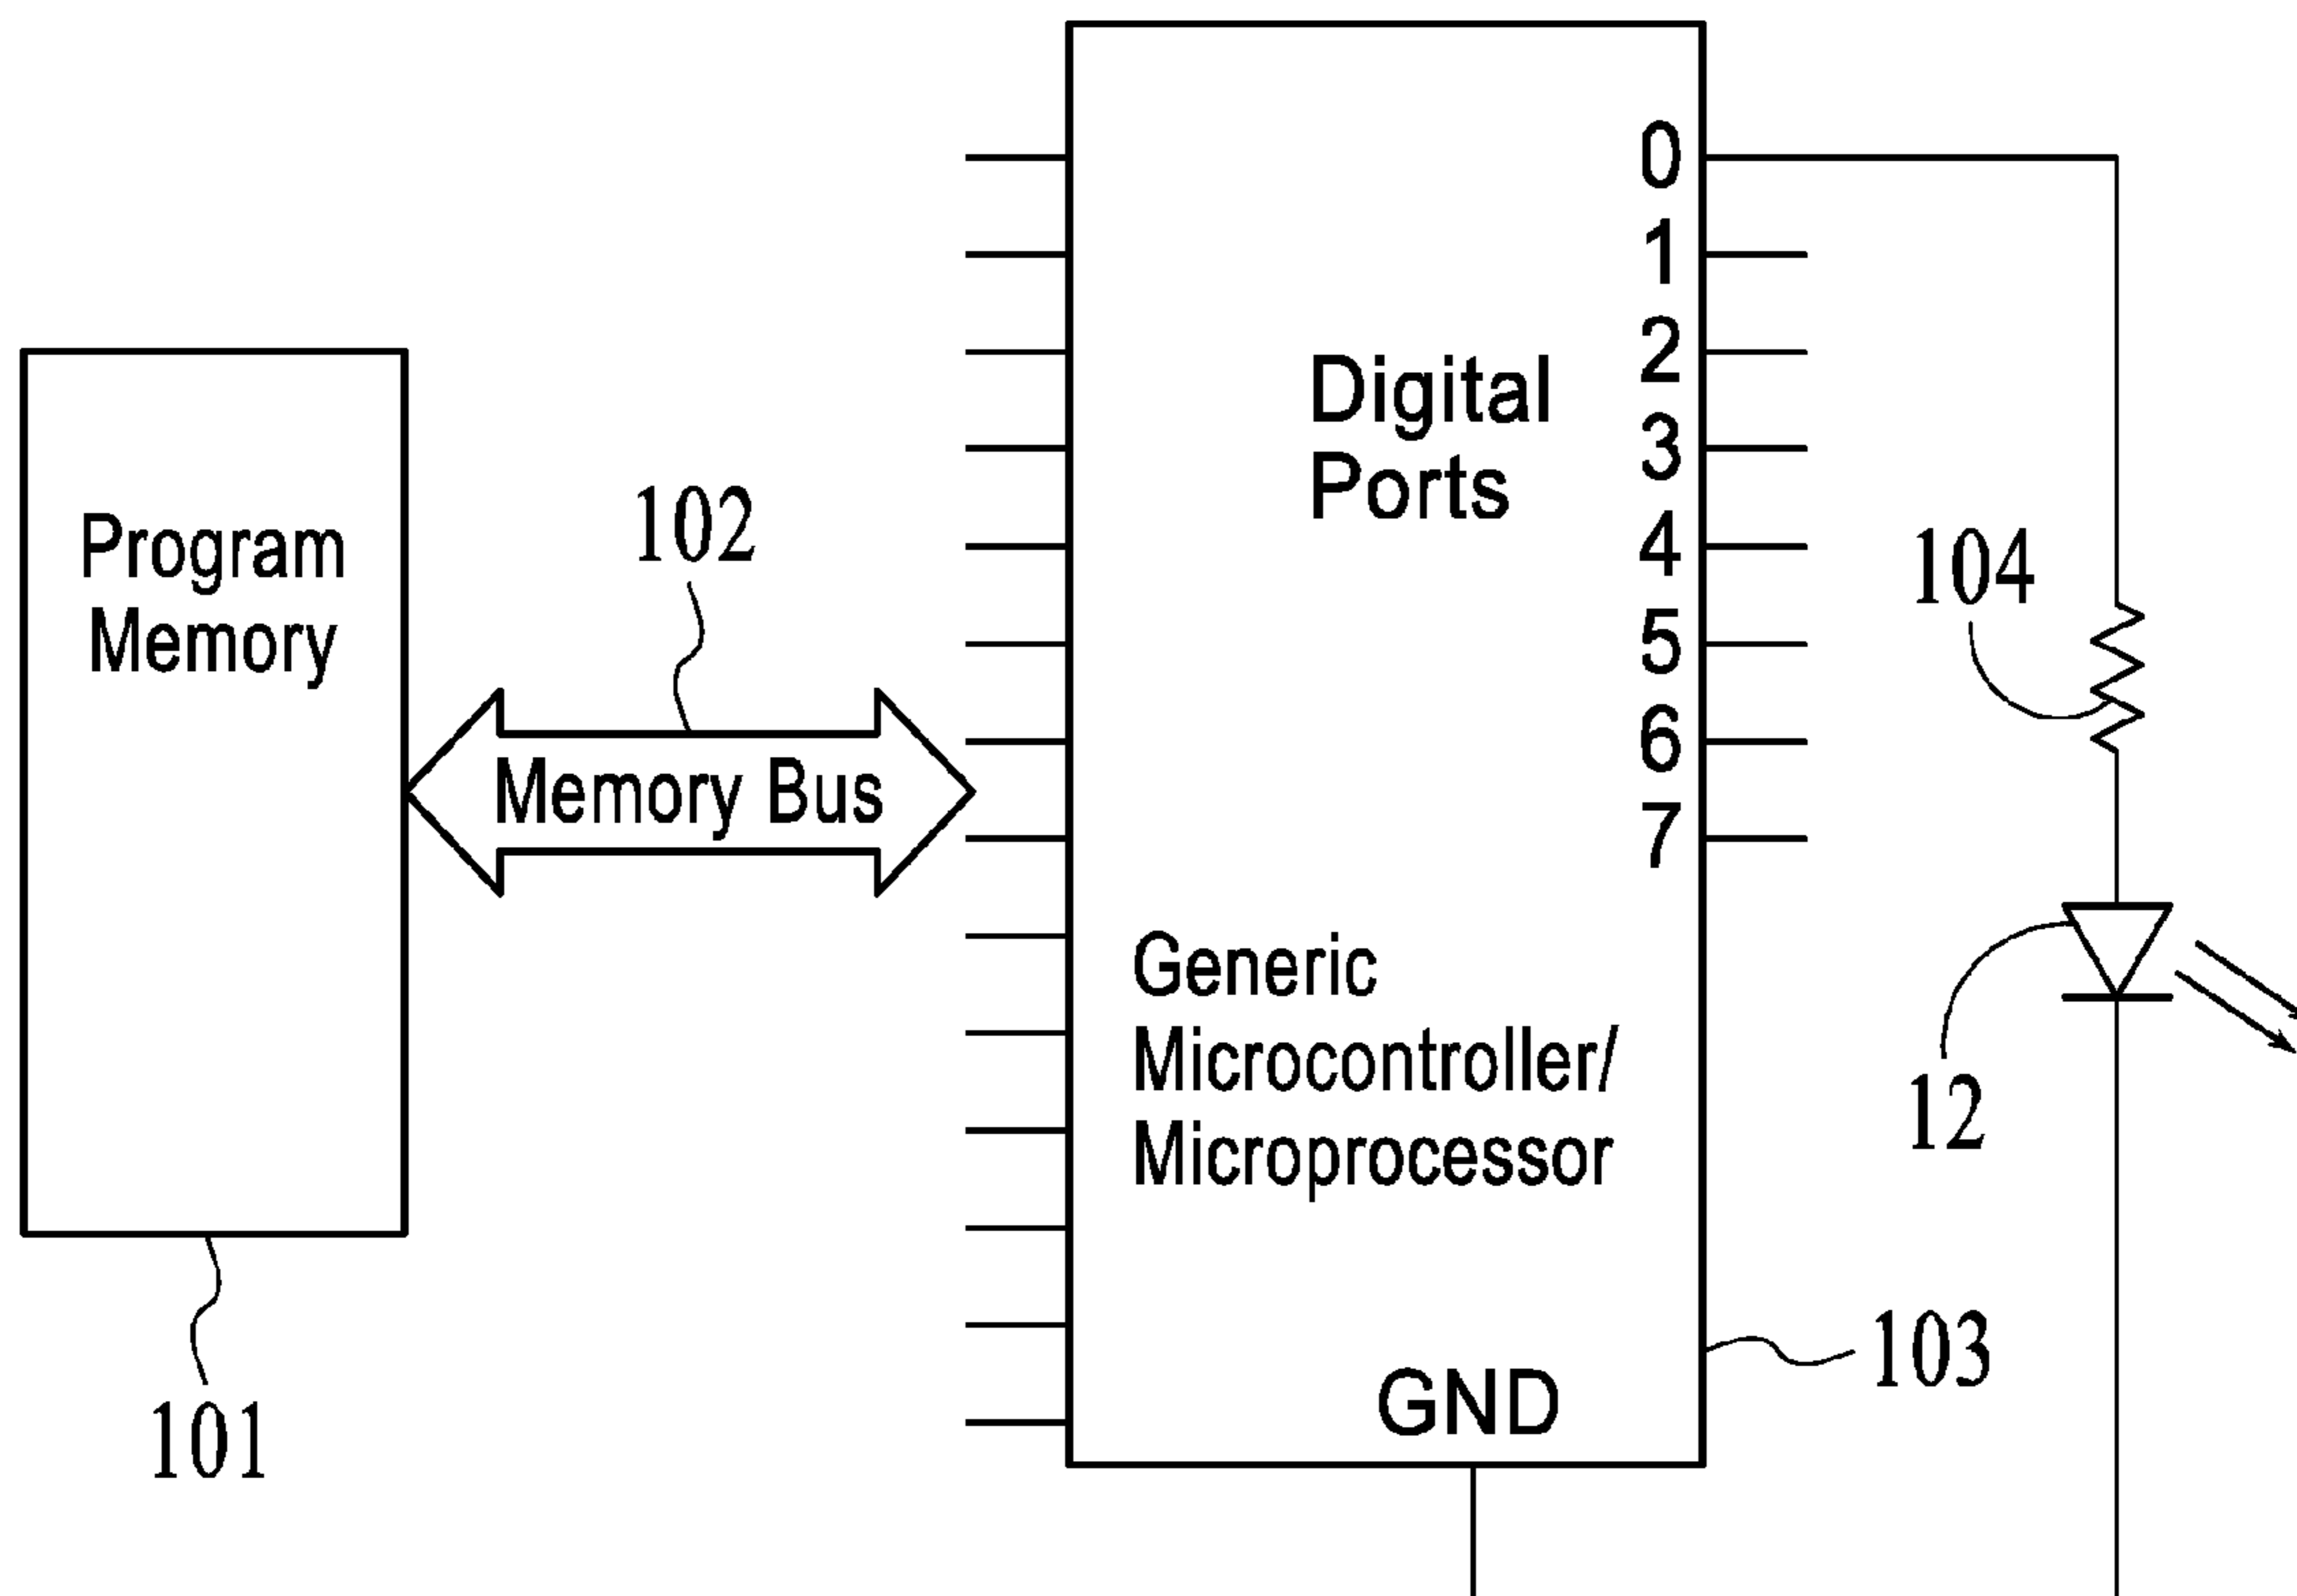 0
1
2
Digital
Ports
3
4
5
6
7
Program
Memory
102
104
Memory Bus
Generic
Microcontroller/
Microprocessor
12
103
GND
101